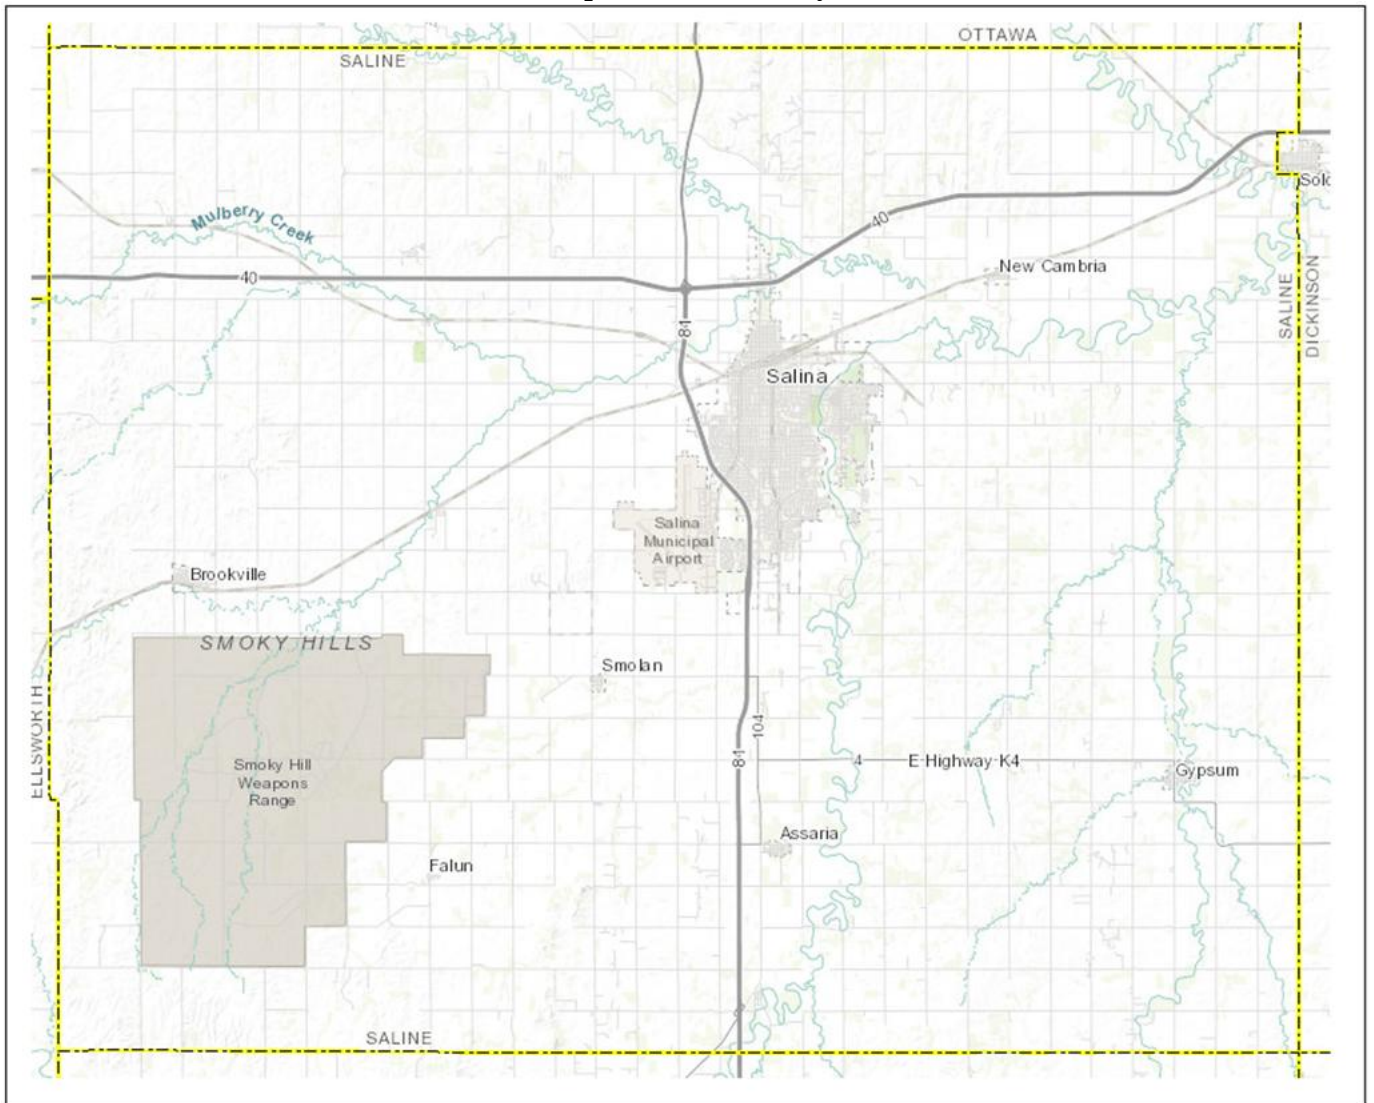 OTTAWA
SALINE
Solo
Mulberry Creek
40
SALINE
DICKINSON
New Cambria
40
81
Salina
Salina
Municipal
Airport
Brookville
SMOKY HILLS
Smolan
ELLSWORTH
104
81
4
E Highway K4
Smoky Hill
Weapons
Range
Gypsum
Assaria
Falun
SALINE